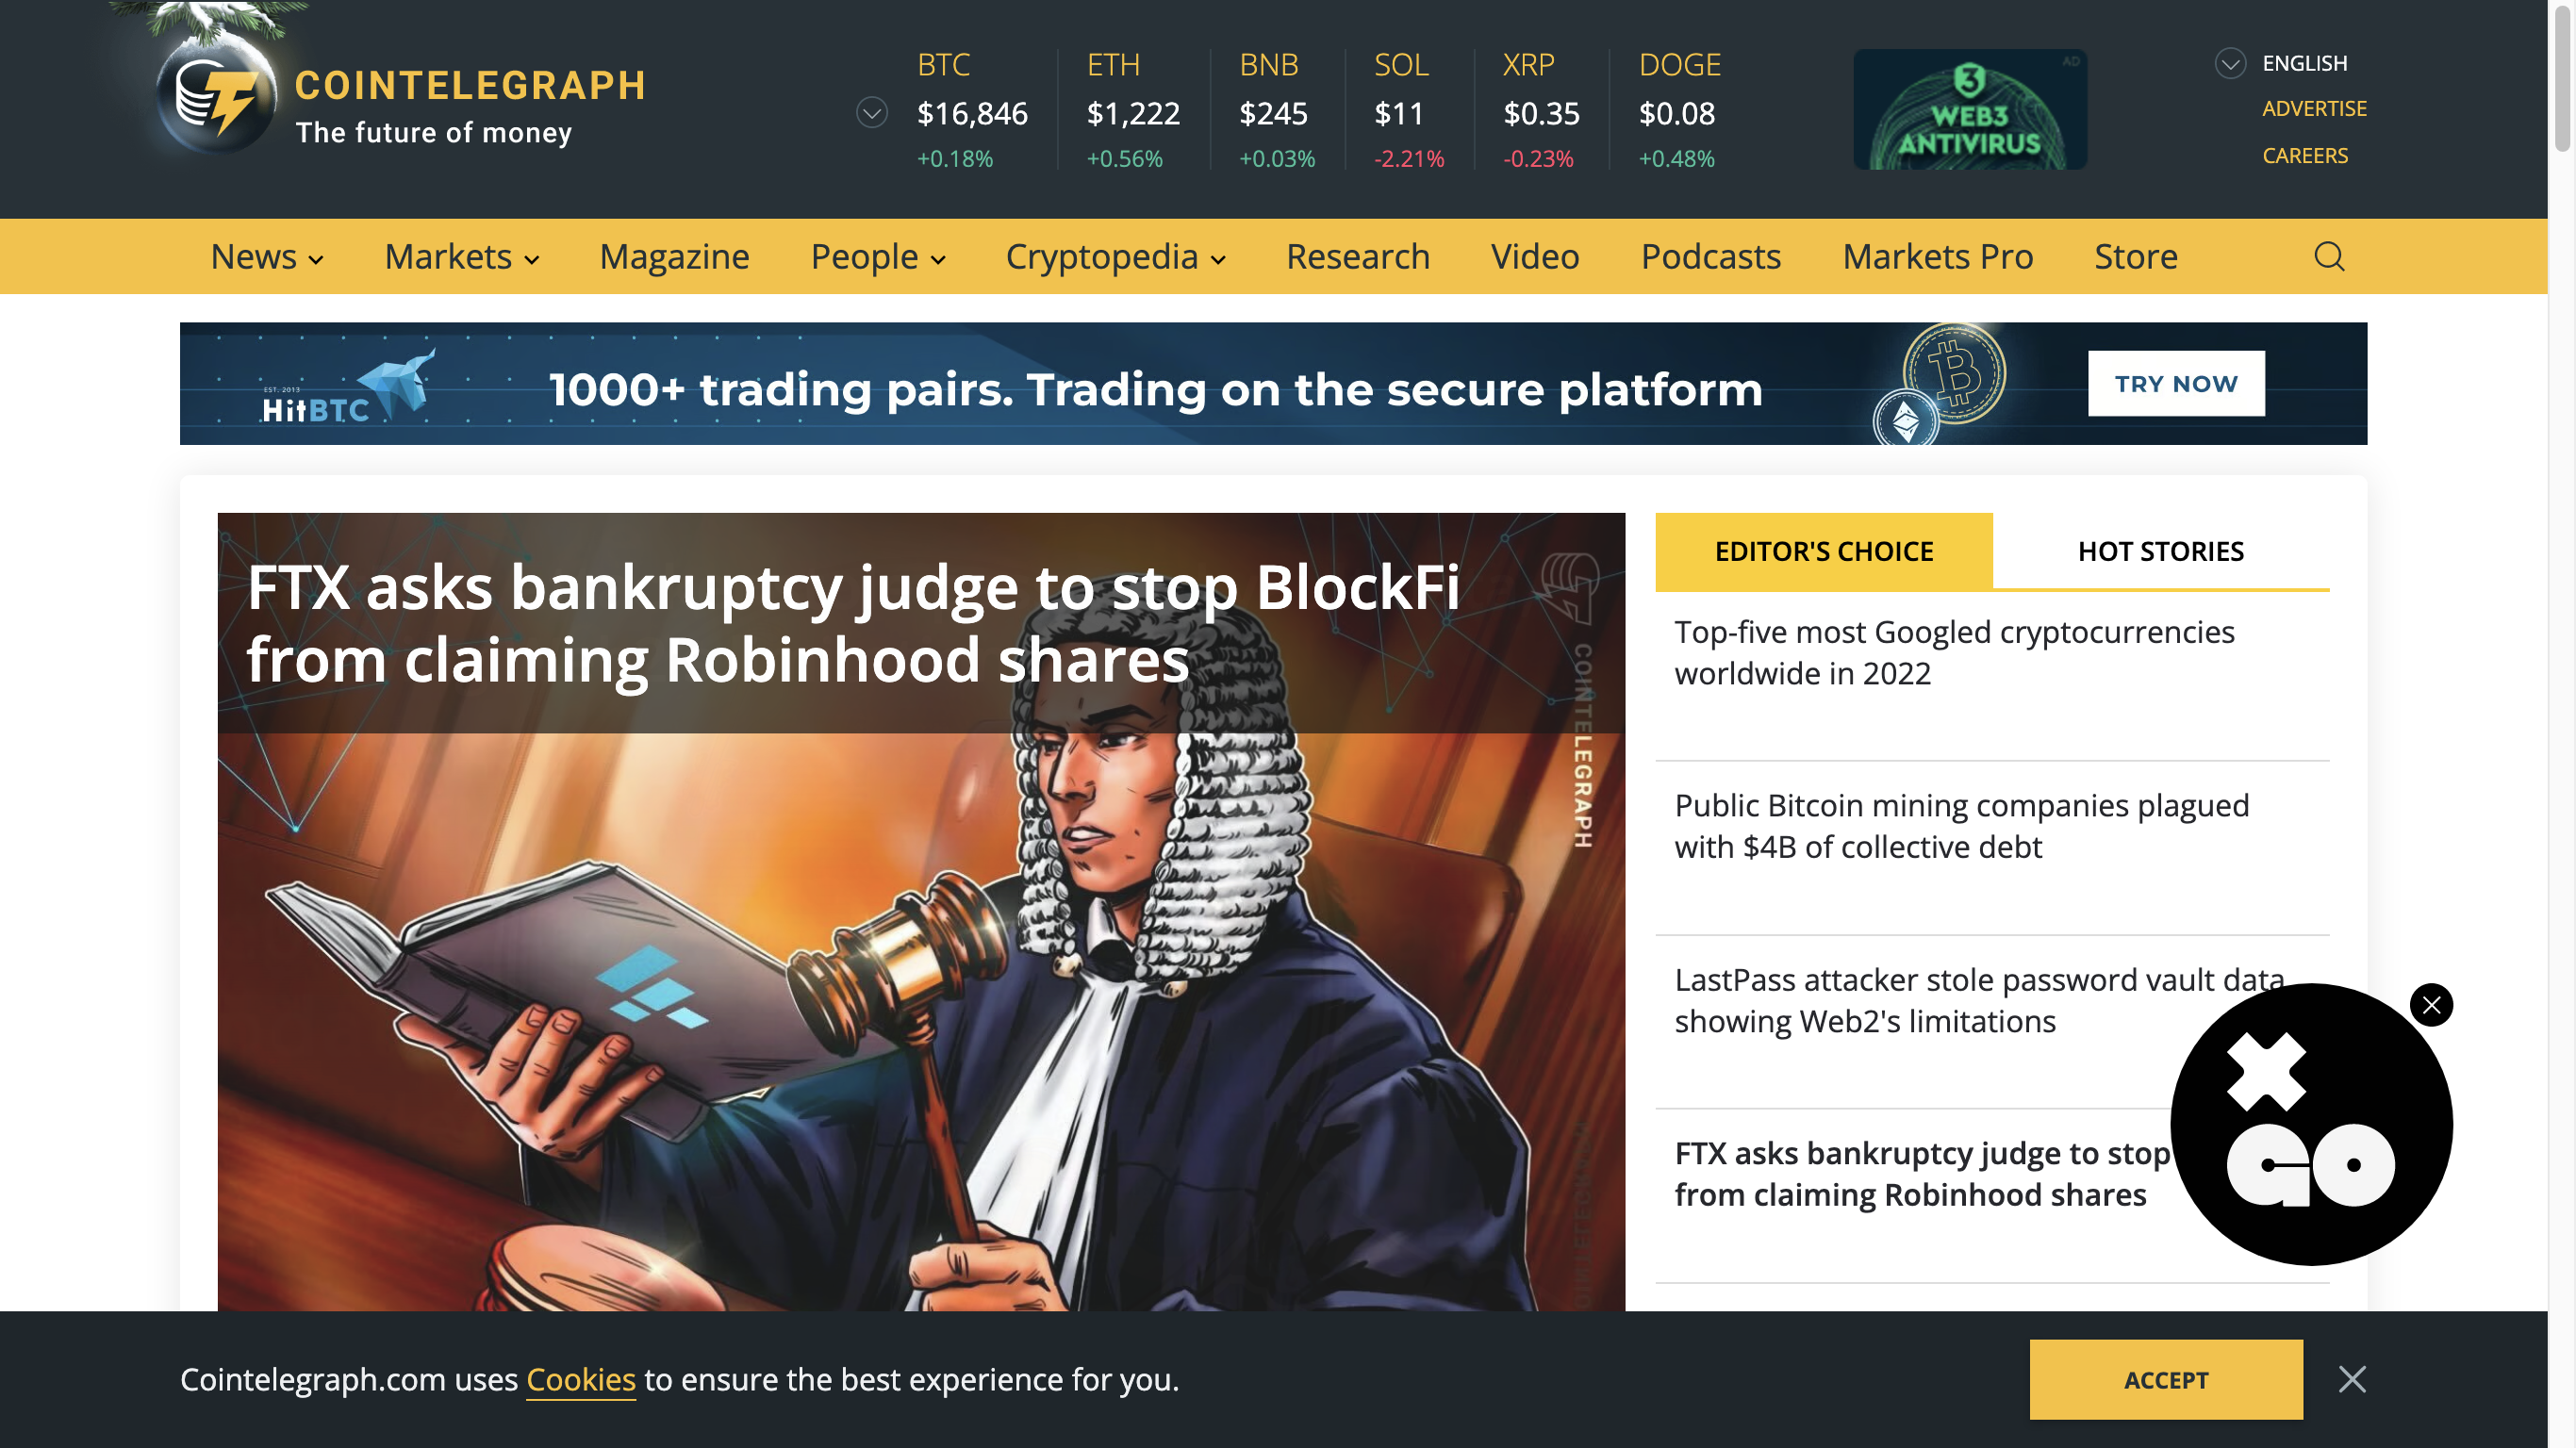 COINTELEGRAPH
The future of money
BTC
$16,846
+0.18%
ETH
$1,222
+0.56%
BNB
$245
+0.03%
SOL
$11
-2.21%
XRP
$0.35
-0.23%
DOGE
$0.08
+0.48%
AD
3
WEB3
ANTIVIRUS
ENGLISH
ADVERTISE
CAREERS
News
Markets
Magazine
People
Cryptopedia
Research
Video
Podcasts
Markets Pro
Store
EST. 2013
HitBTC
1000+ trading pairs. Trading on the secure platform
TRY NOW
FTX asks bankruptcy judge to stop BlockFi
from claiming Robinhood shares
COINTELEGRAPH
EDITOR'S CHOICE
HOT STORIES
Top-five most Googled cryptocurrencies
worldwide in 2022
Public Bitcoin mining companies plagued
with $4B of collective debt
LastPass attacker stole password vault data
showing Web2's limitations
FTX asks bankruptcy judge to stop
from claiming Robinhood shares
xGO
Cointelegraph.com uses Cookies to ensure the best experience for you.
ACCEPT